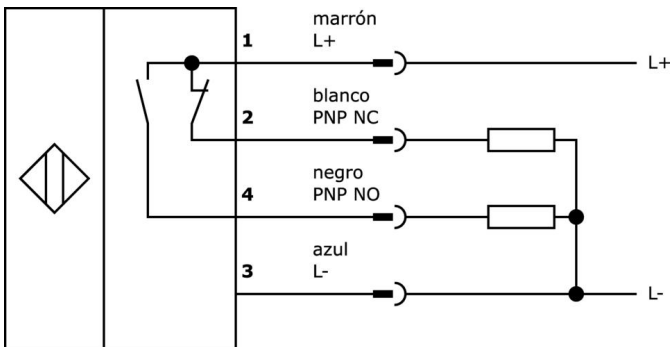 marrón
1 L+ L+
blanco
2 PNP NC
negro
4 PNP NO
azul
3 L- L-